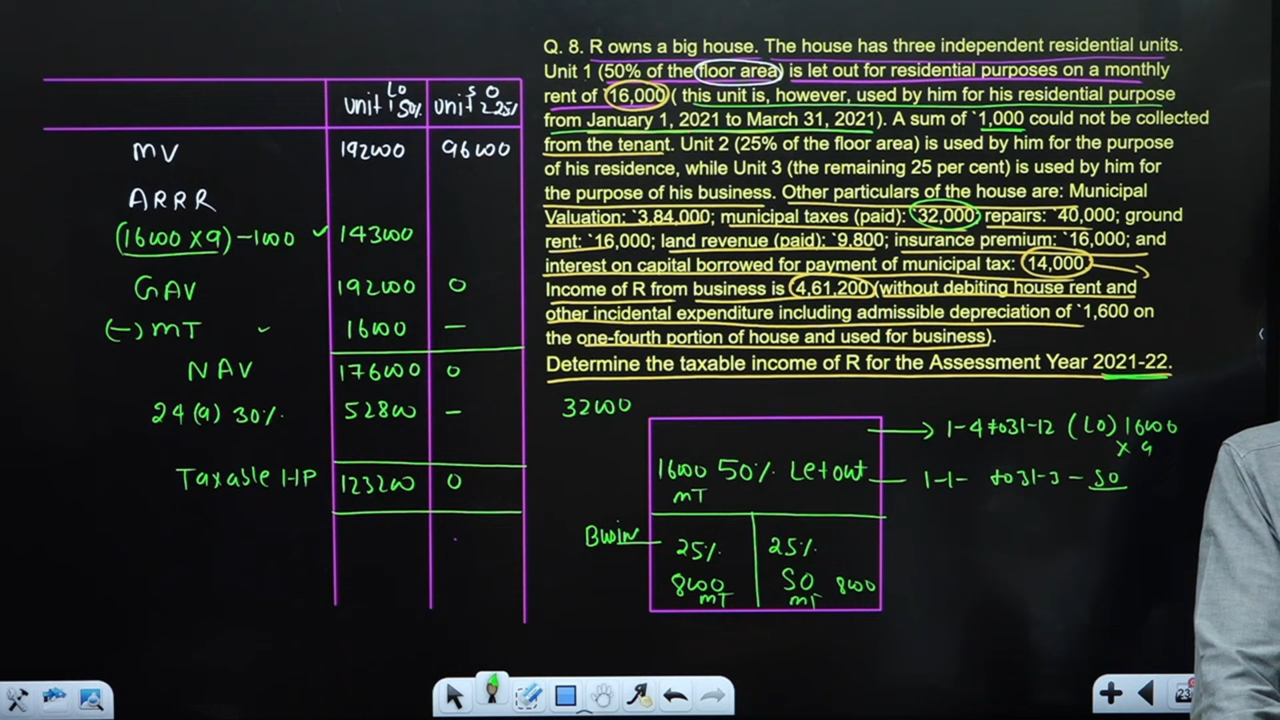 Q. 8. R owns a big house. The house has three independent residential units.
Unit 1 (50% of the floor area) is let out for residential purposes on a monthly
rent of `16,000 ( this unit is, however, used by him for his residential purpose
from January 1, 2021 to March 31, 2021). A sum of `1,000 could not be collected
from the tenant. Unit 2 (25% of the floor area) is used by him for the purpose
of his residence, while Unit 3 (the remaining 25 per cent) is used by him for
the purpose of his business. Other particulars of the house are: Municipal
Valuation: `3,84,000; municipal taxes (paid): `32,000; repairs: `40,000; ground
rent: `16,000; land revenue (paid): `9,800; insurance premium: `16,000; and
interest on capital borrowed for payment of municipal tax: 14,000
Income of R from business is `4,61,200 (without debiting house rent and
other incidental expenditure including admissible depreciation of `1,600 on
the one-fourth portion of house and used for business).
Determine the taxable income of R for the Assessment Year 2021-22.
LO SO
Unit 1 50% Unit 2 25%
MV 192000 96000
ARRR
(16000 x 9) - 1000 143000
GAV 192000 0
(-) MT 16000 -
NAV 176000 0
24 (a) 30% 52800 -
Taxable HP 123200 0
32000
16000 50% Let out
MT
1-4 to 31-12 (LO) 16000
x 9
1-1- to 31-3 - SO
Busin
25% 25%
8000 SO 8000
MT MT
23